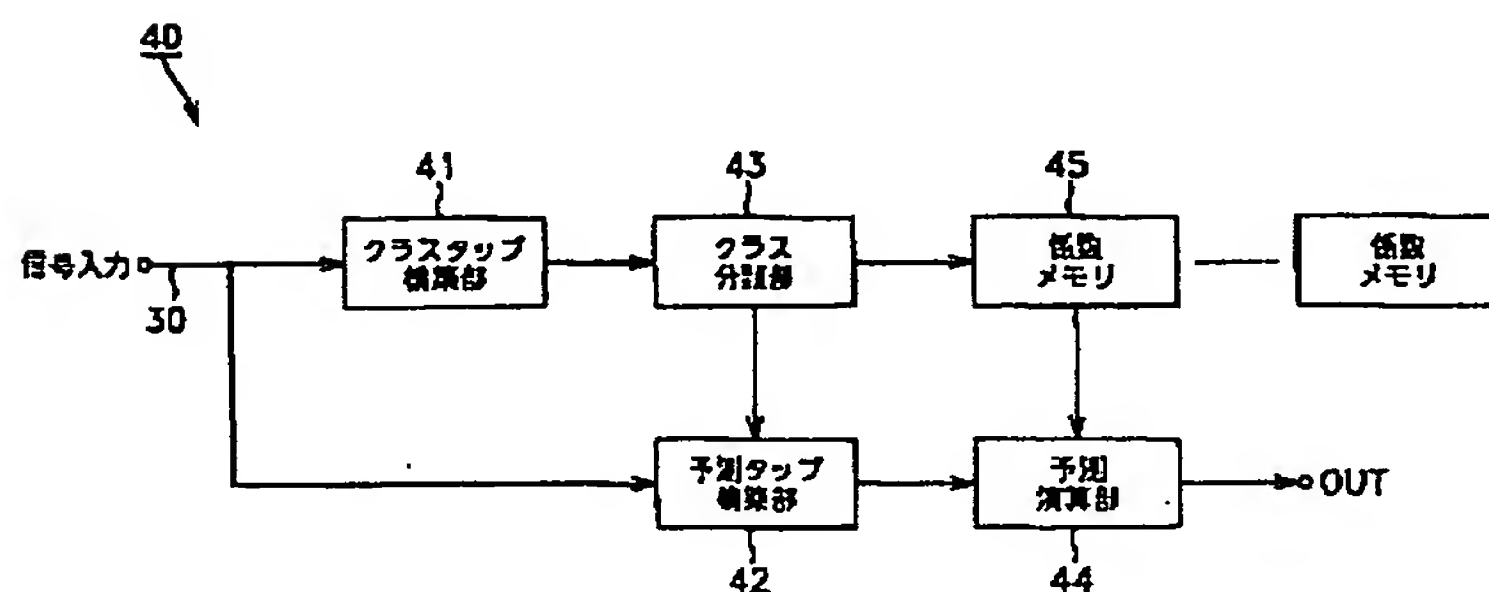 40
41
43
45
信号入力
30
クラスタップ
構築部
クラス
分類部
係数
メモリ
係数
メモリ
予測タップ
構築部
予測
演算部
OUT
42
44